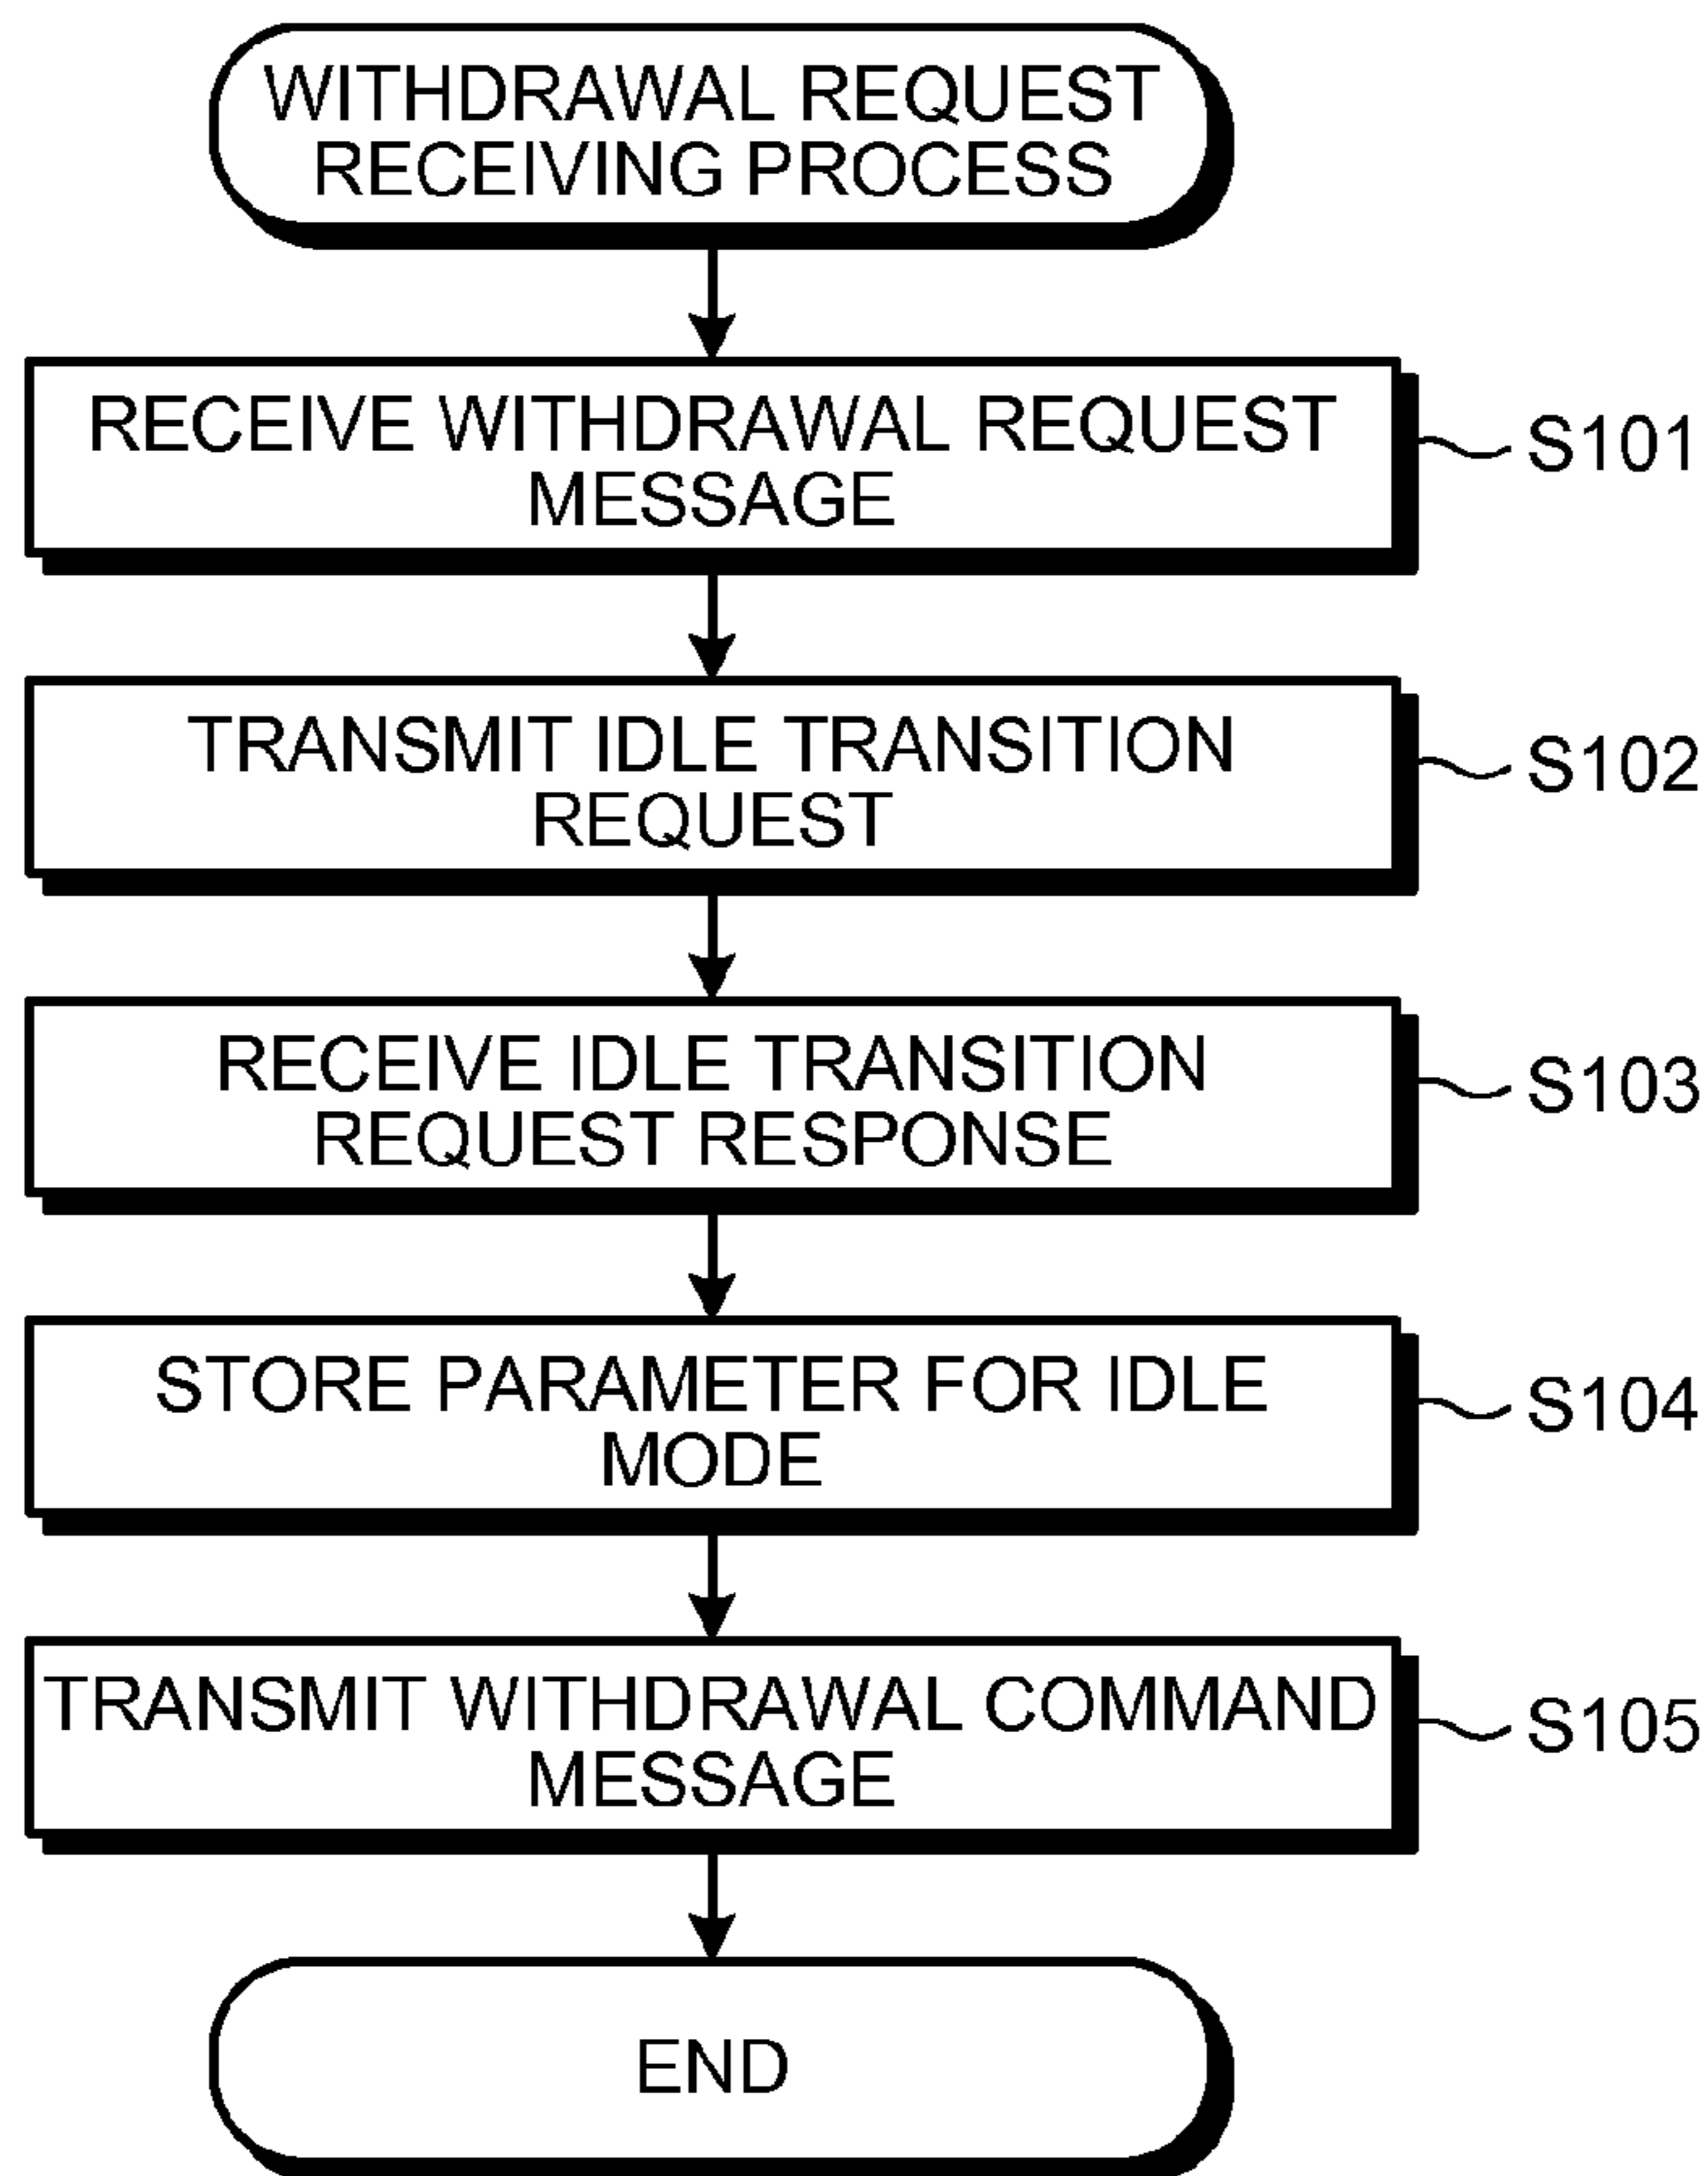 WITHDRAWAL REQUEST
RECEIVING PROCESS
RECEIVE WITHDRAWAL REQUEST
MESSAGE
S101
TRANSMIT IDLE TRANSITION
REQUEST
S102
RECEIVE IDLE TRANSITION
REQUEST RESPONSE
S103
STORE PARAMETER FOR IDLE
MODE
S104
TRANSMIT WITHDRAWAL COMMAND
MESSAGE
S105
END